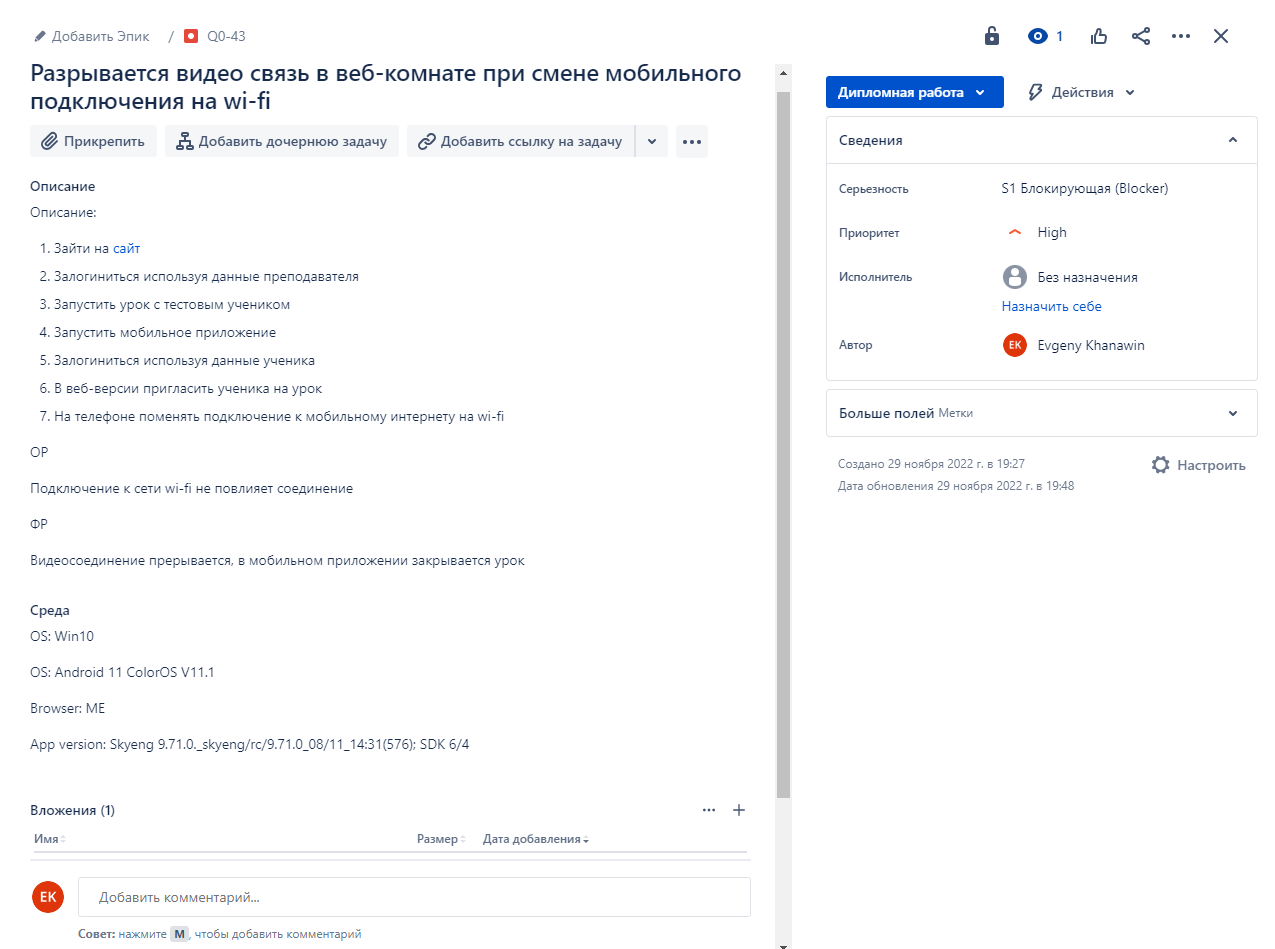 Добавить Эпик / Q0-43
1
Разрывается видео связь в веб-комнате при смене мобильного
подключения на wi-fi
Прикрепить
Добавить дочернюю задачу
Добавить ссылку на задачу
Описание
Описание:
1. Зайти на сайт
2. Залогиниться используя данные преподавателя
3. Запустить урок с тестовым учеником
4. Запустить мобильное приложение
5. Залогиниться используя данные ученика
6. В веб-версии пригласить ученика на урок
7. На телефоне поменять подключение к мобильному интернету на wi-fi
ОР
Подключение к сети wi-fi не повлияет соединение
ФР
Видеосоединение прерывается, в мобильном приложении закрывается урок
Среда
OS: Win10
OS: Android 11 ColorOS V11.1
Browser: ME
App version: Skyeng 9.71.0._skyeng/rc/9.71.0_08/11_14:31(576); SDK 6/4
Вложения (1)
Имя Размер Дата добавления
EK
Добавить комментарий...
Совет: нажмите M, чтобы добавить комментарий
Дипломная работа
Действия
Сведения
Серьезность S1 Блокирующая (Blocker)
Приоритет High
Исполнитель Без назначения
Назначить себе
Автор EK Evgeny Khanawin
Больше полей Метки
Создано 29 ноября 2022 г. в 19:27
Настроить
Дата обновления 29 ноября 2022 г. в 19:48